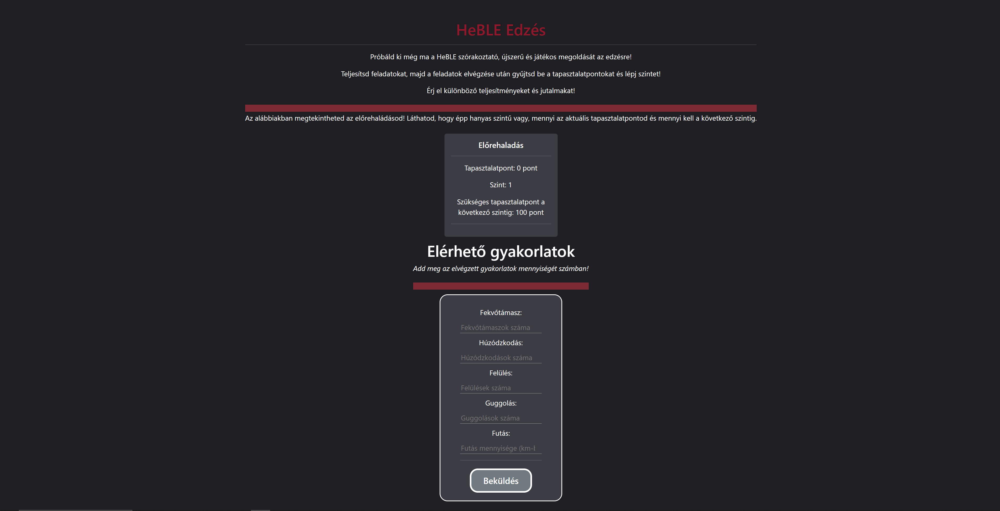 HeBLE Edzés
Próbáld ki még ma a HeBLE szórakoztató, újszerű és játékos megoldását az edzésre!
Teljesítsd feladatokat, majd a feladatok elvégzése után gyűjtsd be a tapasztalatpontokat és lépj szintet!
Érj el különböző teljesítményeket és jutalmakat!
Az alábbiakban megtekintheted az előrehaládásod! Láthatod, hogy épp hanyas szintű vagy, mennyi az aktuális tapasztalatpontod és mennyi kell a következő szintig.
Előrehaladás
Tapasztalatpont: 0 pont
Szint: 1
Szükséges tapasztalatpont a
következő szintig: 100 pont
Elérhető gyakorlatok
Add meg az elvégzett gyakorlatok mennyiségét számban!
Fekvőtámasz:
Fekvőtámaszok száma
Húzódzkodás:
Húzódzkodások száma
Felülés:
Felülések száma
Guggolás:
Guggolások száma
Futás:
Futás mennyisége (km-
Beküldés